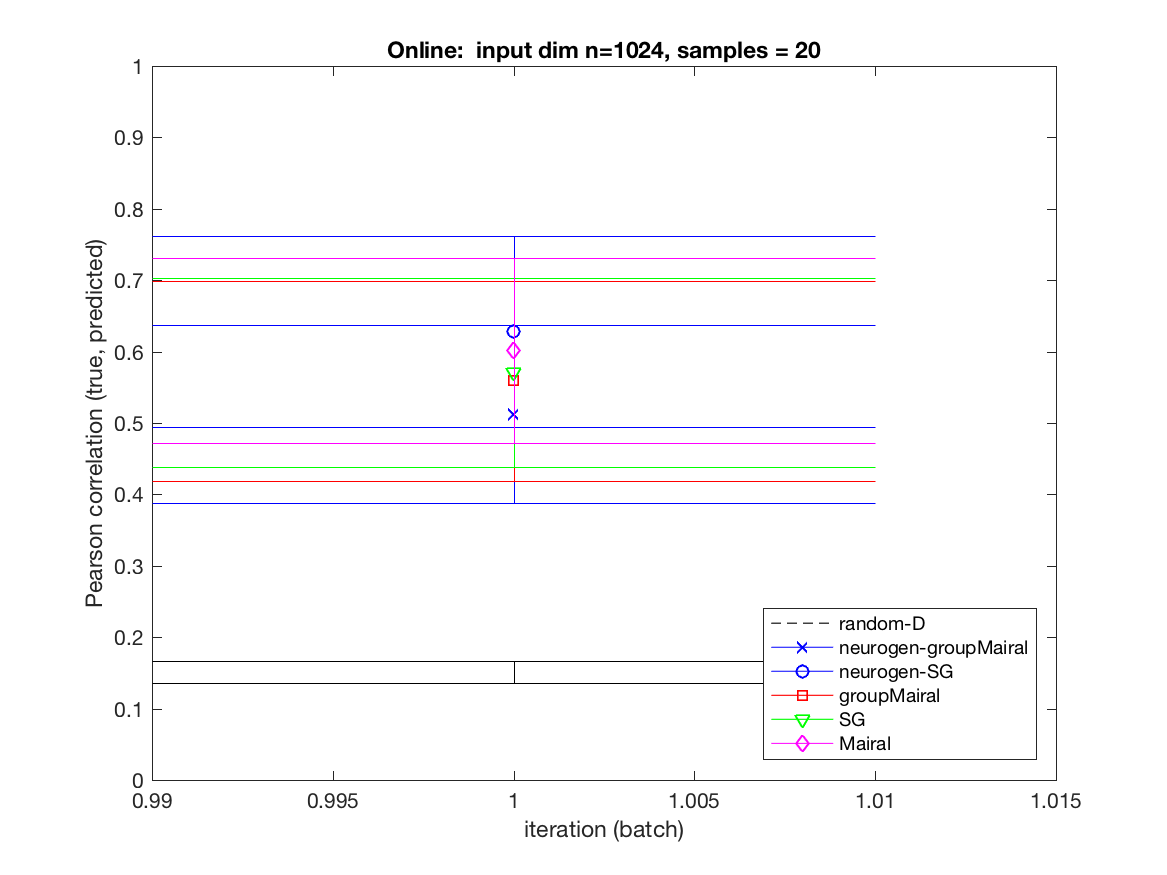 Online:  input dim n=1024, samples = 20
1
0.9
0.8
0.7
0.6
0.5
0.4
0.3
0.2
0.1
0
Pearson correlation (true, predicted)
random-D
neurogen-groupMairal
neurogen-SG
groupMairal
SG
Mairal
0.99 0.995 1 1.005 1.01 1.015
iteration (batch)